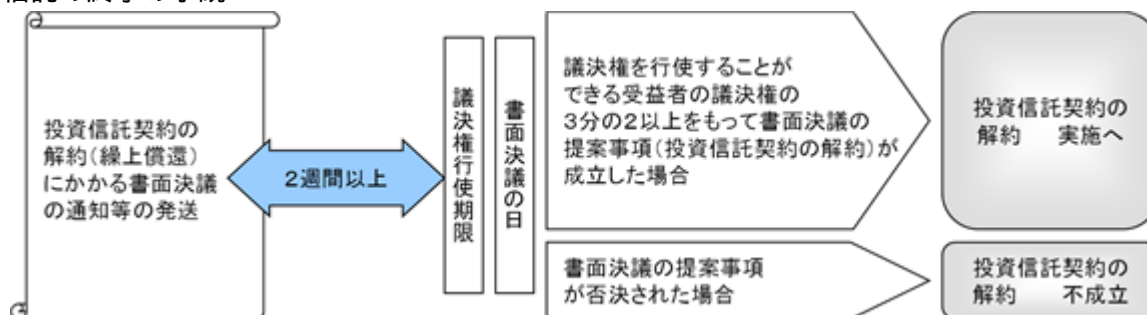 投資信託契約の
解約(繰上償還)
にかかる書面決議
の通知等の発送
2週間以上
議決権行使期限
書面決議の日
議決権を行使することが
できる受益者の議決権の
3分の2以上をもって書面決議の
提案事項(投資信託契約の解約)が
成立した場合
投資信託契約の
解約　実施へ
書面決議の提案事項
が否決された場合
投資信託契約の
解約　不成立